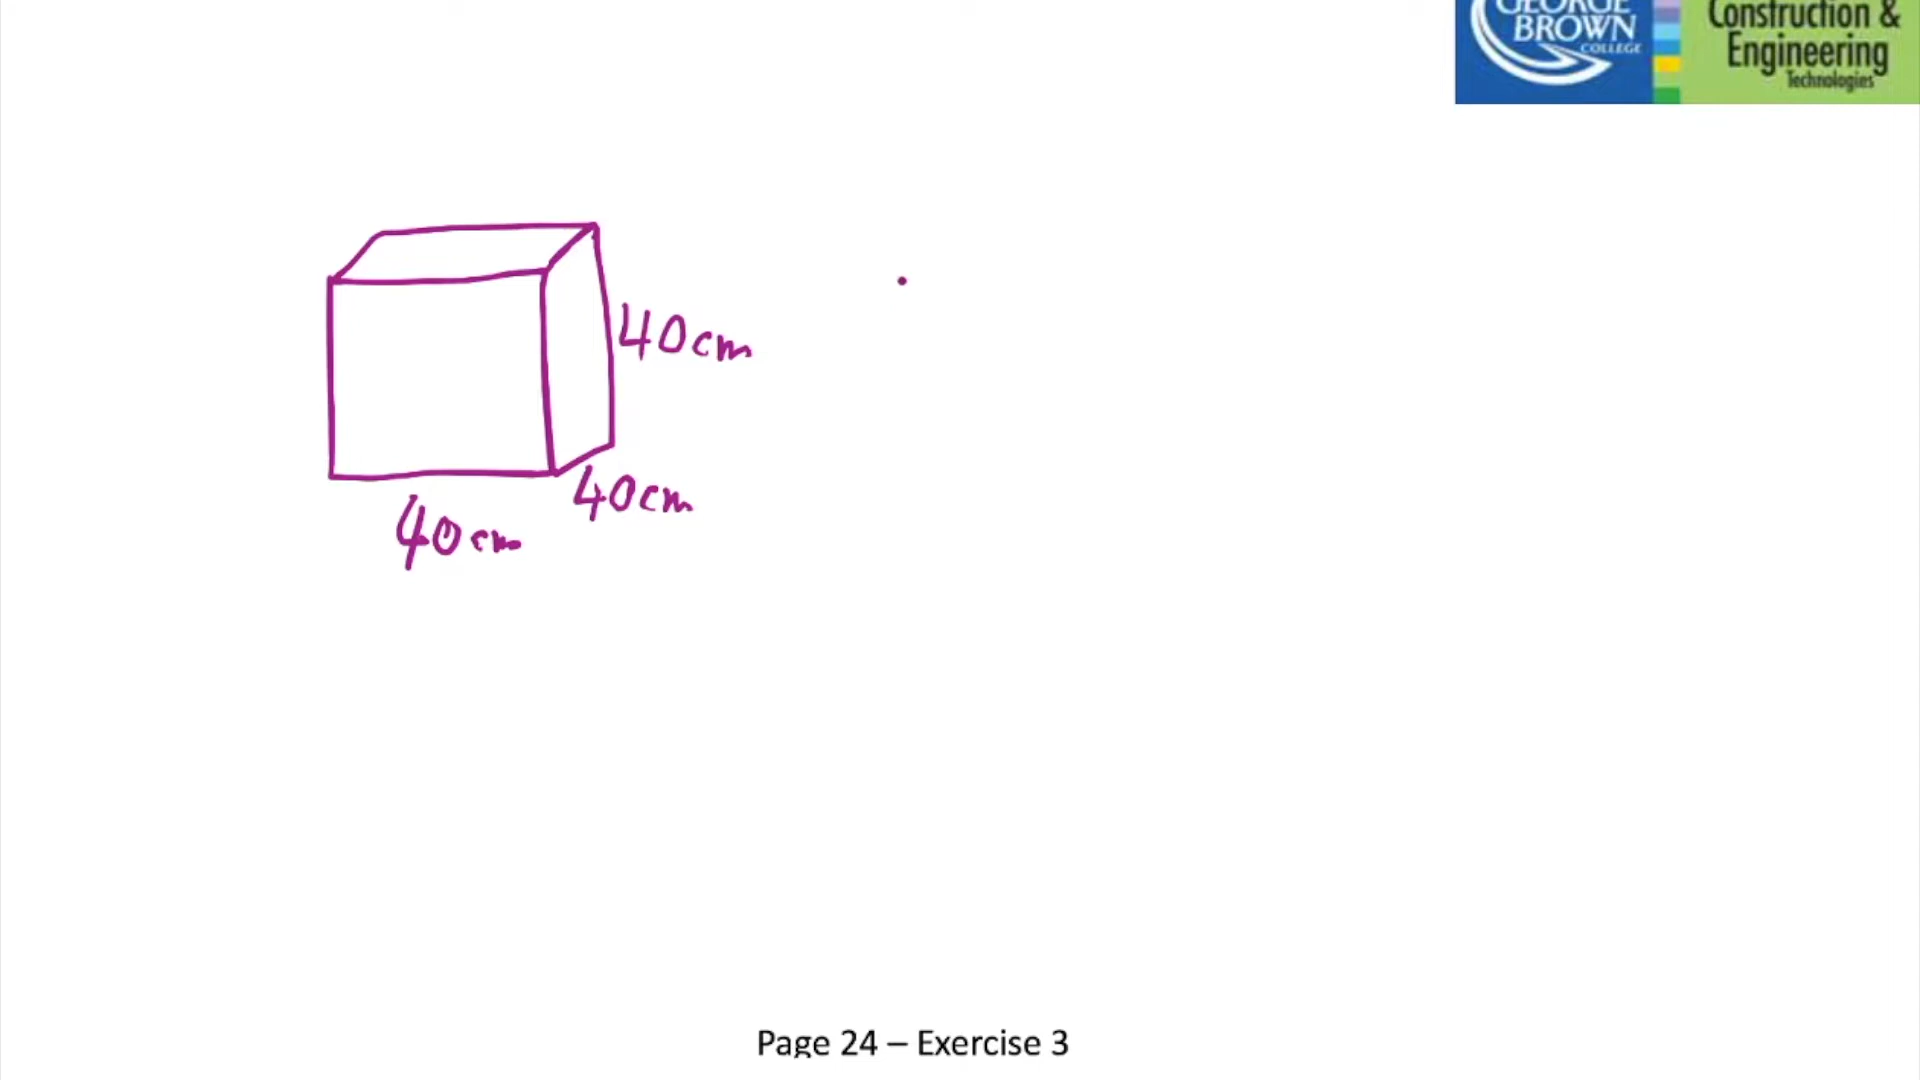 GEORGE
BROWN
COLLEGE
Construction &
Engineering
Technologies
40cm
40cm
40cm
Page 24 – Exercise 3